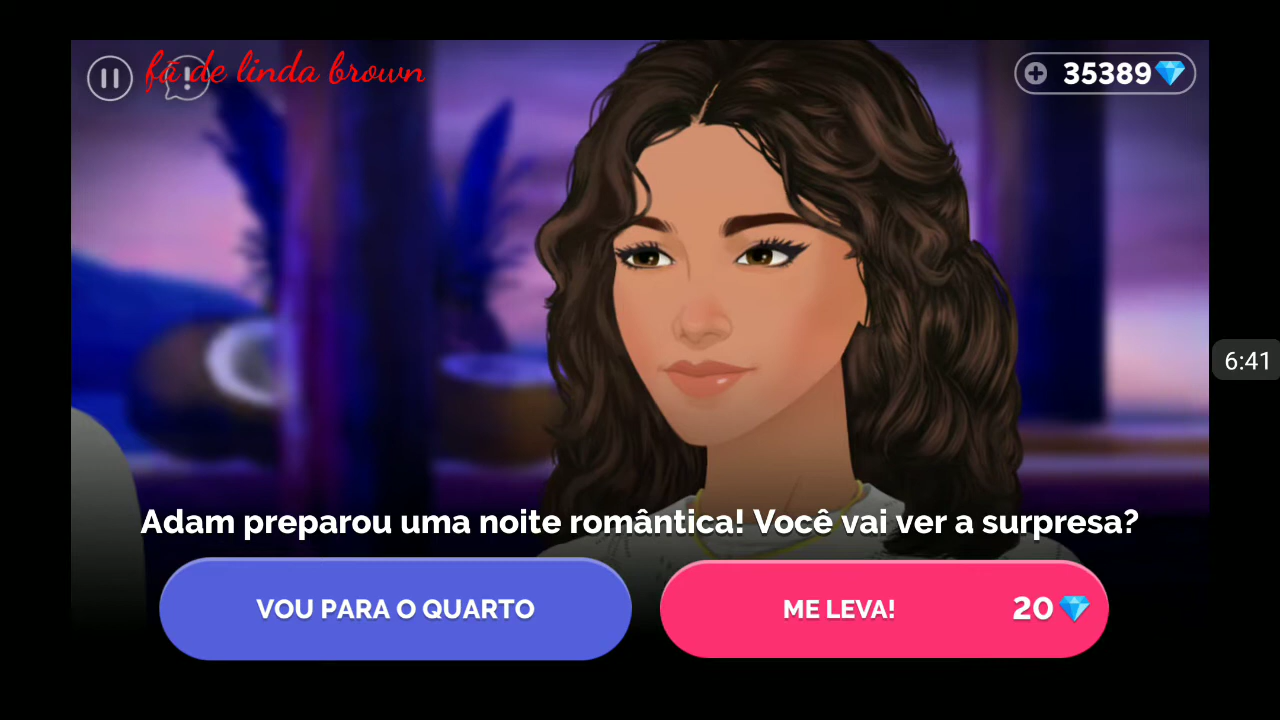 fã de linda brown
35389
6:41
Adam preparou uma noite romântica! Você vai ver a surpresa?
VOU PARA O QUARTO
ME LEVA! 20